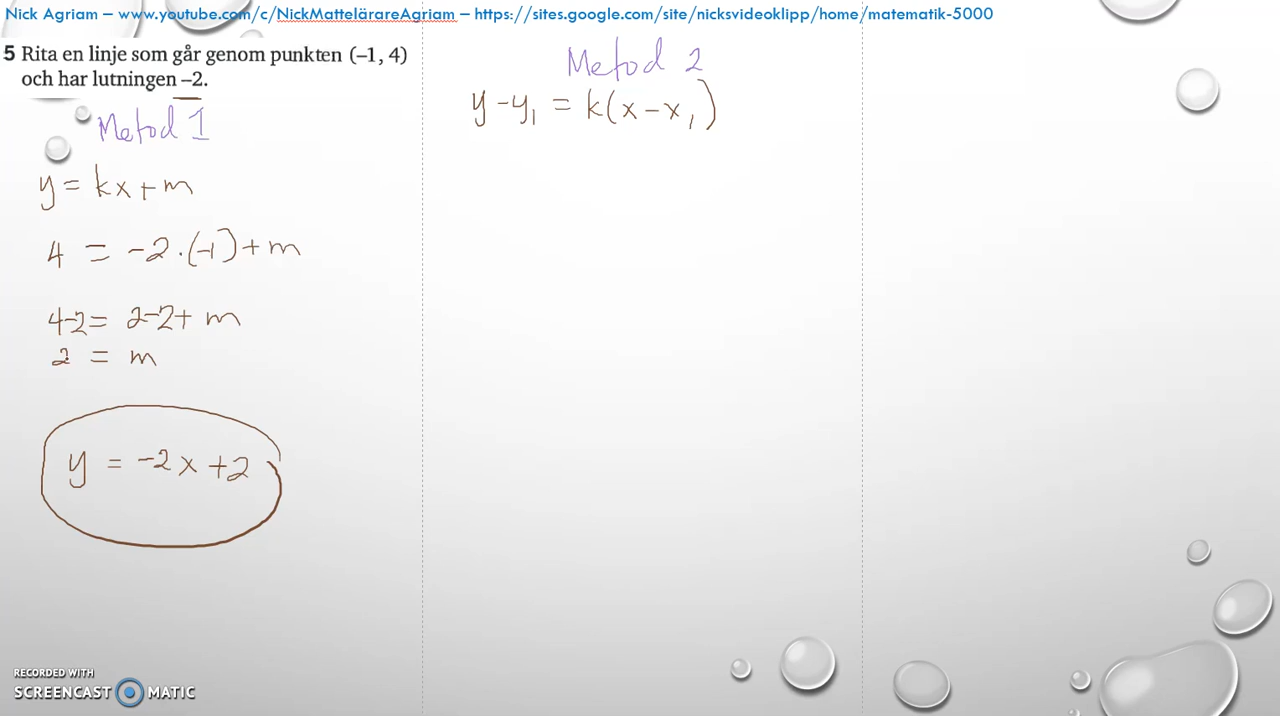 Nick Agriam – www.youtube.com/c/NickMattelärareAgriam – https://sites.google.com/site/nicksvideoklipp/home/matematik-5000
5 Rita en linje som går genom punkten (–1, 4)
och har lutningen –2.
Metod 1
y = kx + m
4 = -2·(-1) + m
4-2 = 2-2 + m
2 = m
y = -2x + 2
Metod 2
y - y₁ = k(x - x₁)
RECORDED WITH
SCREENCAST MATIC